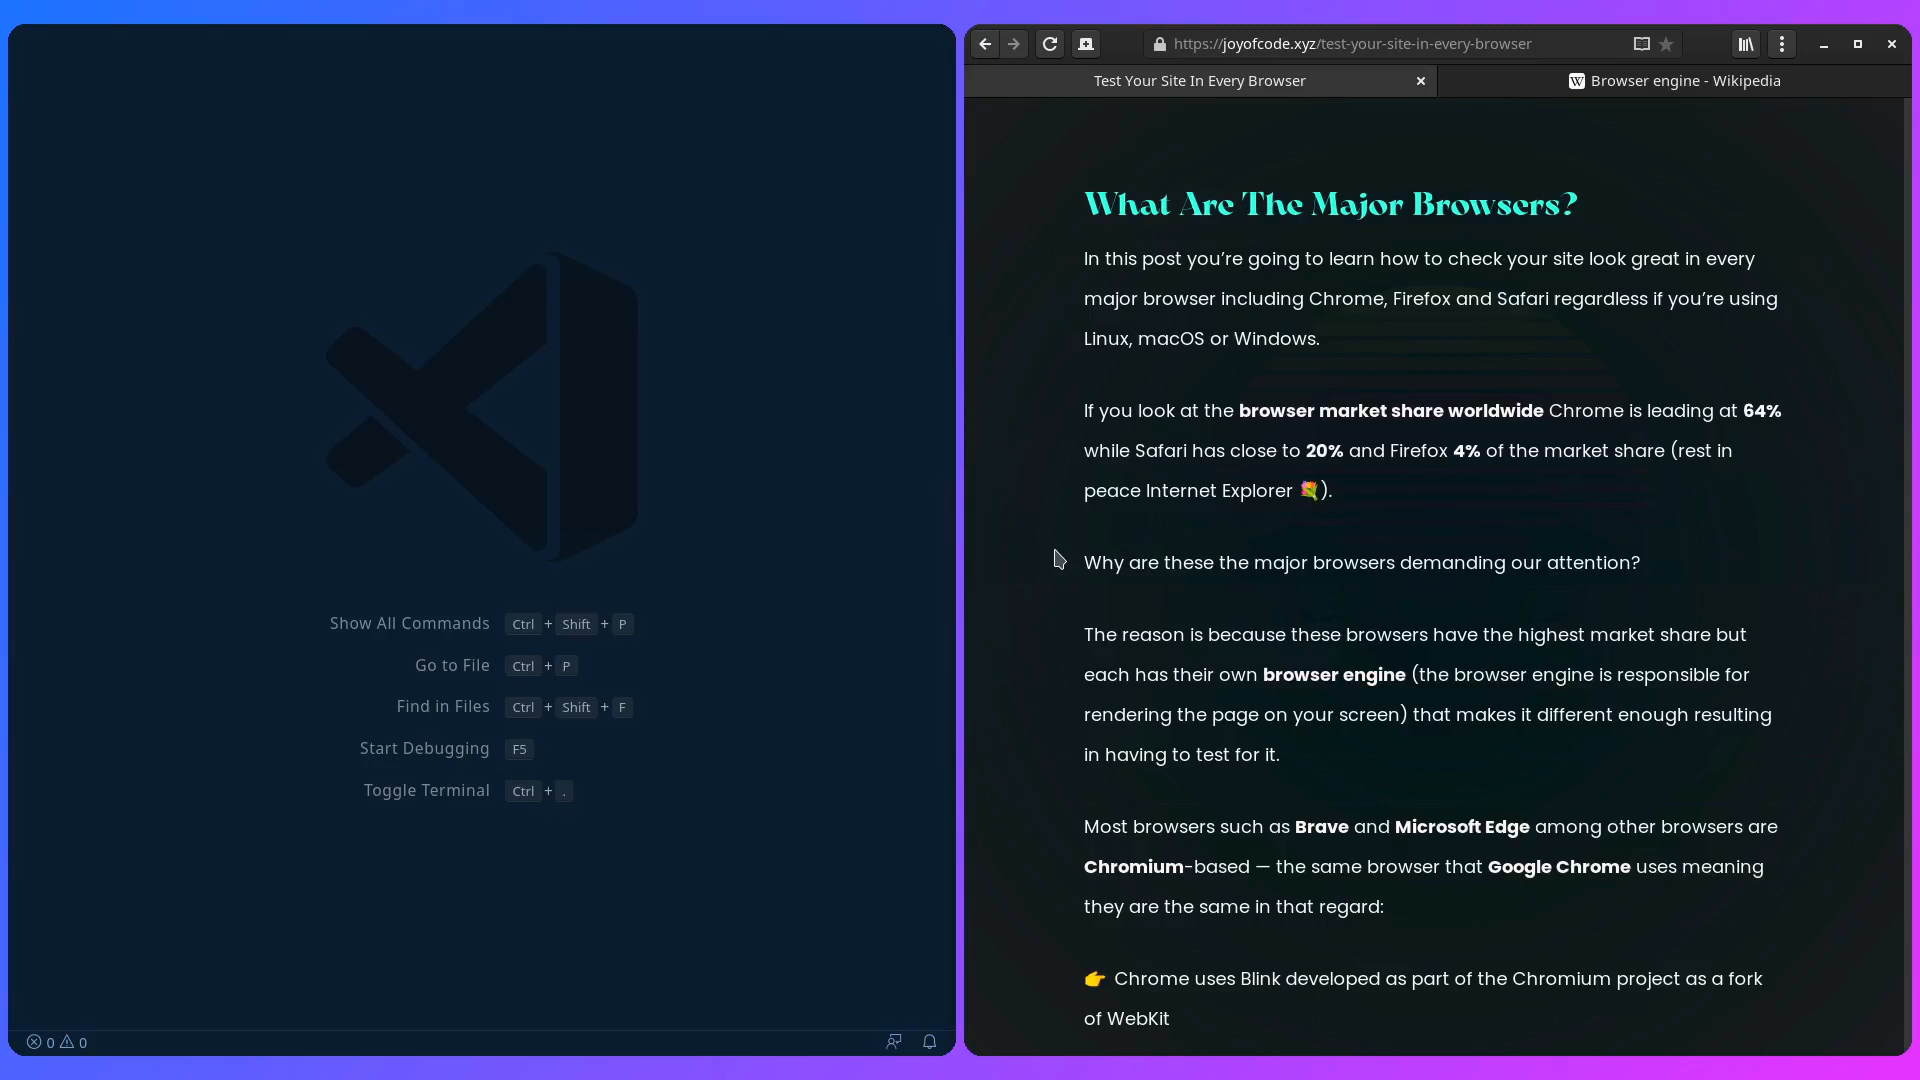 Show All Commands Ctrl + Shift + P
Go to File Ctrl + P
Find in Files Ctrl + Shift + F
Start Debugging F5
Toggle Terminal Ctrl + .
0 0
https://joyofcode.xyz/test-your-site-in-every-browser
Test Your Site In Every Browser
W Browser engine - Wikipedia
What Are The Major Browsers?
In this post you’re going to learn how to check your site look great in every
major browser including Chrome, Firefox and Safari regardless if you’re using
Linux, macOS or Windows.
If you look at the browser market share worldwide Chrome is leading at 64%
while Safari has close to 20% and Firefox 4% of the market share (rest in
peace Internet Explorer 💐).
Why are these the major browsers demanding our attention?
The reason is because these browsers have the highest market share but
each has their own browser engine (the browser engine is responsible for
rendering the page on your screen) that makes it different enough resulting
in having to test for it.
Most browsers such as Brave and Microsoft Edge among other browsers are
Chromium-based — the same browser that Google Chrome uses meaning
they are the same in that regard:
👉 Chrome uses Blink developed as part of the Chromium project as a fork
of WebKit